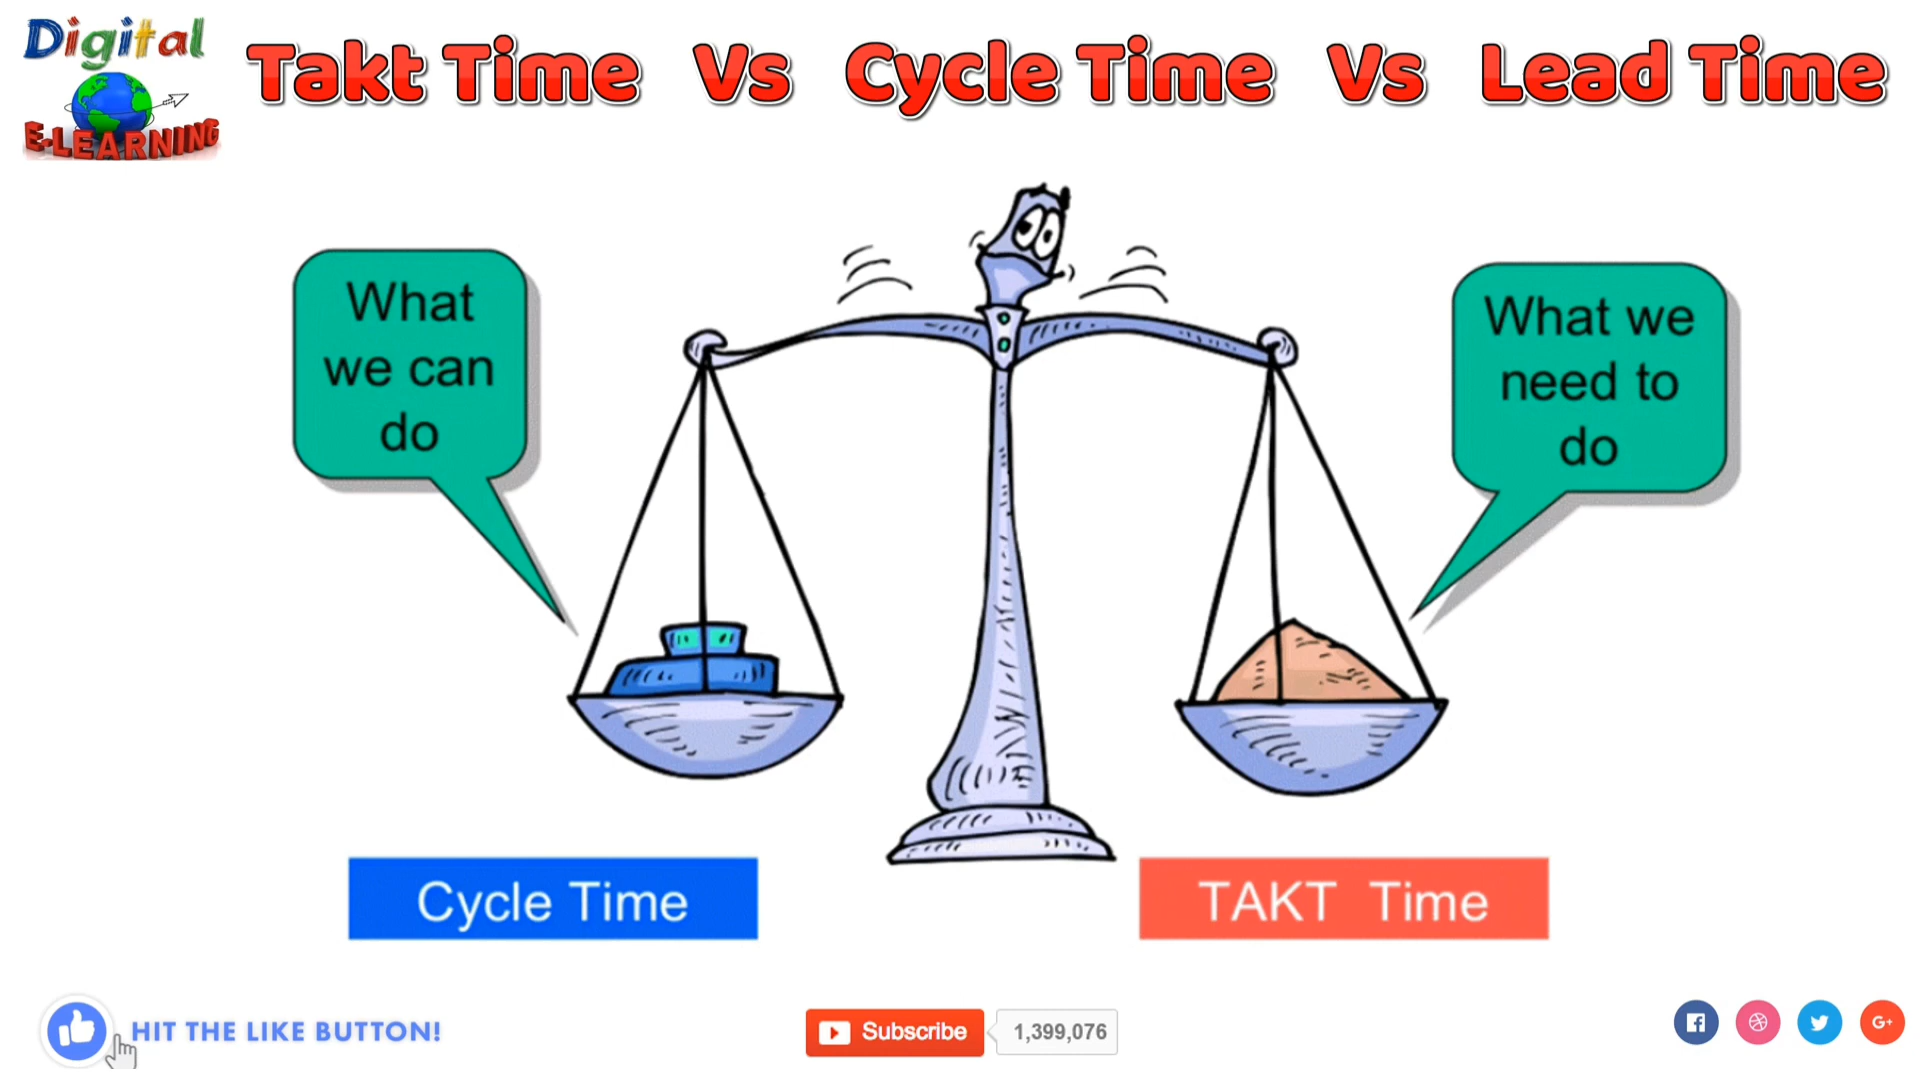 Digital
E-LEARNING
Takt Time Vs Cycle Time Vs Lead Time
What
we can
do
What we
need to
do
Cycle Time
TAKT Time
HIT THE LIKE BUTTON!
Subscribe
1,399,076
G+